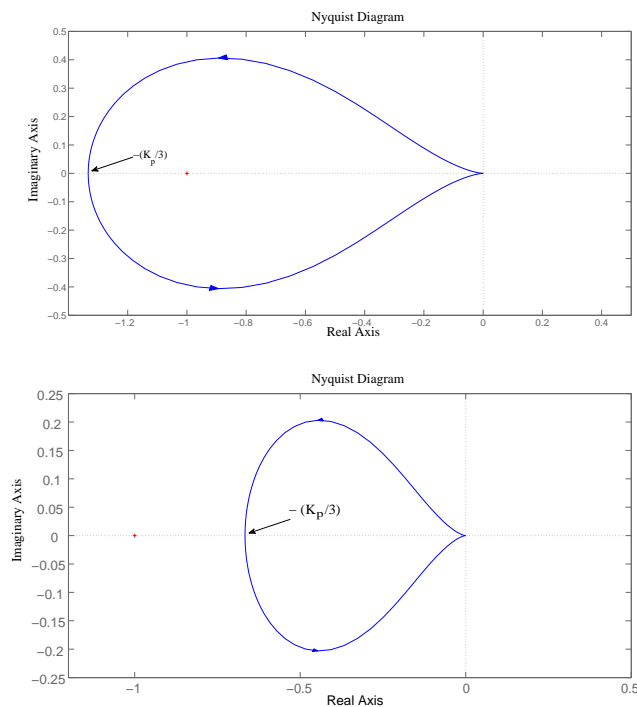 Nyquist Diagram
Imaginary Axis
0.5
0.4
0.3
0.2
0.1
0
−0.1
−0.2
−0.3
−0.4
−0.5
−(Kp/3)
−1.2 −1 −0.8 −0.6 −0.4 −0.2 0 0.2 0.4
Real Axis
Nyquist Diagram
Imaginary Axis
0.25
0.2
0.15
0.1
0.05
0
−0.05
−0.1
−0.15
−0.2
−0.25
− (Kp/3)
−1 −0.5 0 0.5
Real Axis